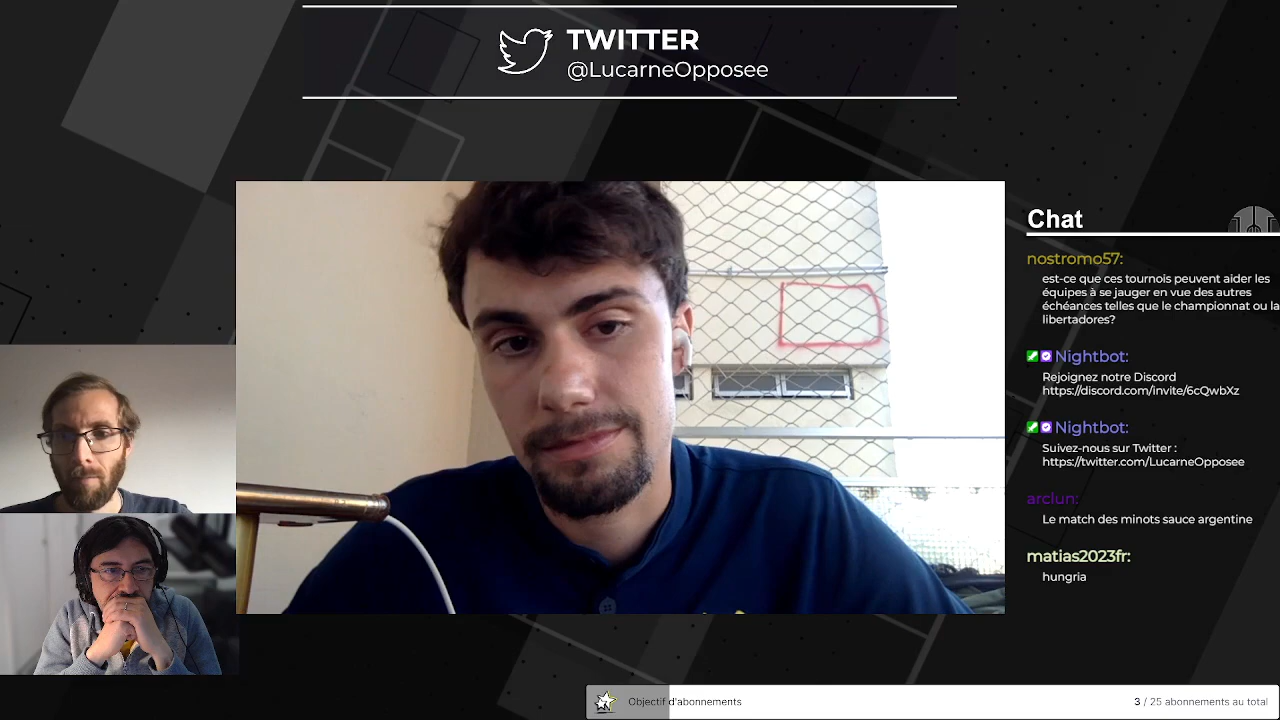 TWITTER
@LucarneOpposee
Chat
nostromo57:
est-ce que ces tournois peuvent aider les
équipes à se jauger en vue des autres
échéances telles que le championnat ou la
libertadores?
Nightbot:
Rejoignez notre Discord
https://discord.com/invite/6cQwbXz
Nightbot:
Suivez-nous sur Twitter :
https://twitter.com/LucarneOpposee
arclun:
Le match des minots sauce argentine
matias2023fr:
hungria
Objectif d'abonnements
3 / 25 abonnements au total